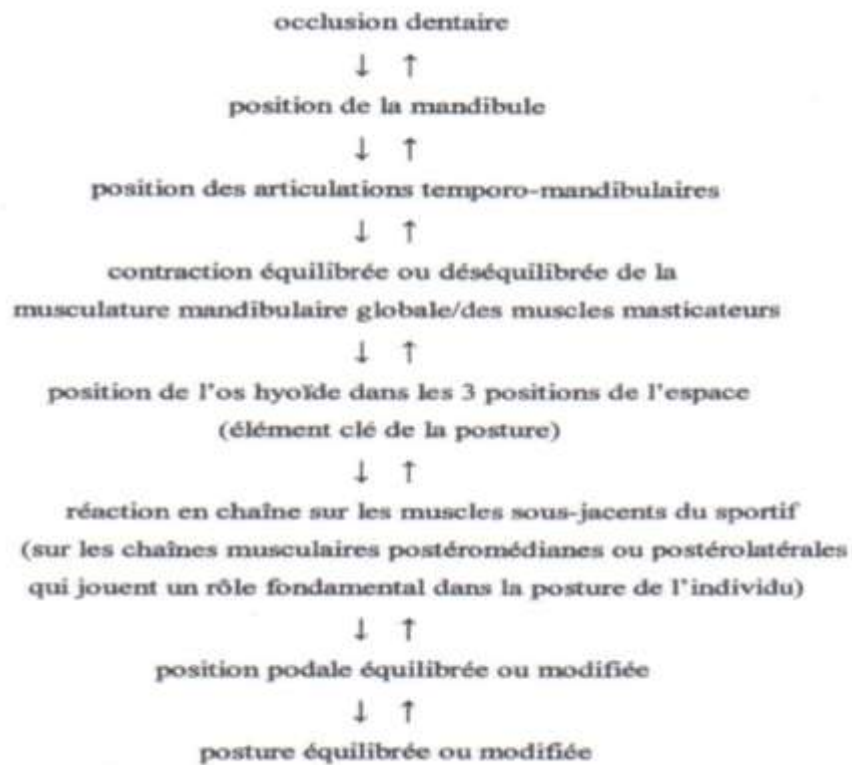 occlusion dentaire
↓ ↑
position de la mandibule
↓ ↑
position des articulations temporo-mandibulaires
↓ ↑
contraction équilibrée ou déséquilibrée de la
musculature mandibulaire globale/des muscles masticateurs
↓ ↑
position de l'os hyoïde dans les 3 positions de l'espace
(élément clé de la posture)
↓ ↑
réaction en chaîne sur les muscles sous-jacents du sportif
(sur les chaînes musculaires postéromédianes ou postérolatérales
qui jouent un rôle fondamental dans la posture de l'individu)
↓ ↑
position podale équilibrée ou modifiée
↓ ↑
posture équilibrée ou modifiée